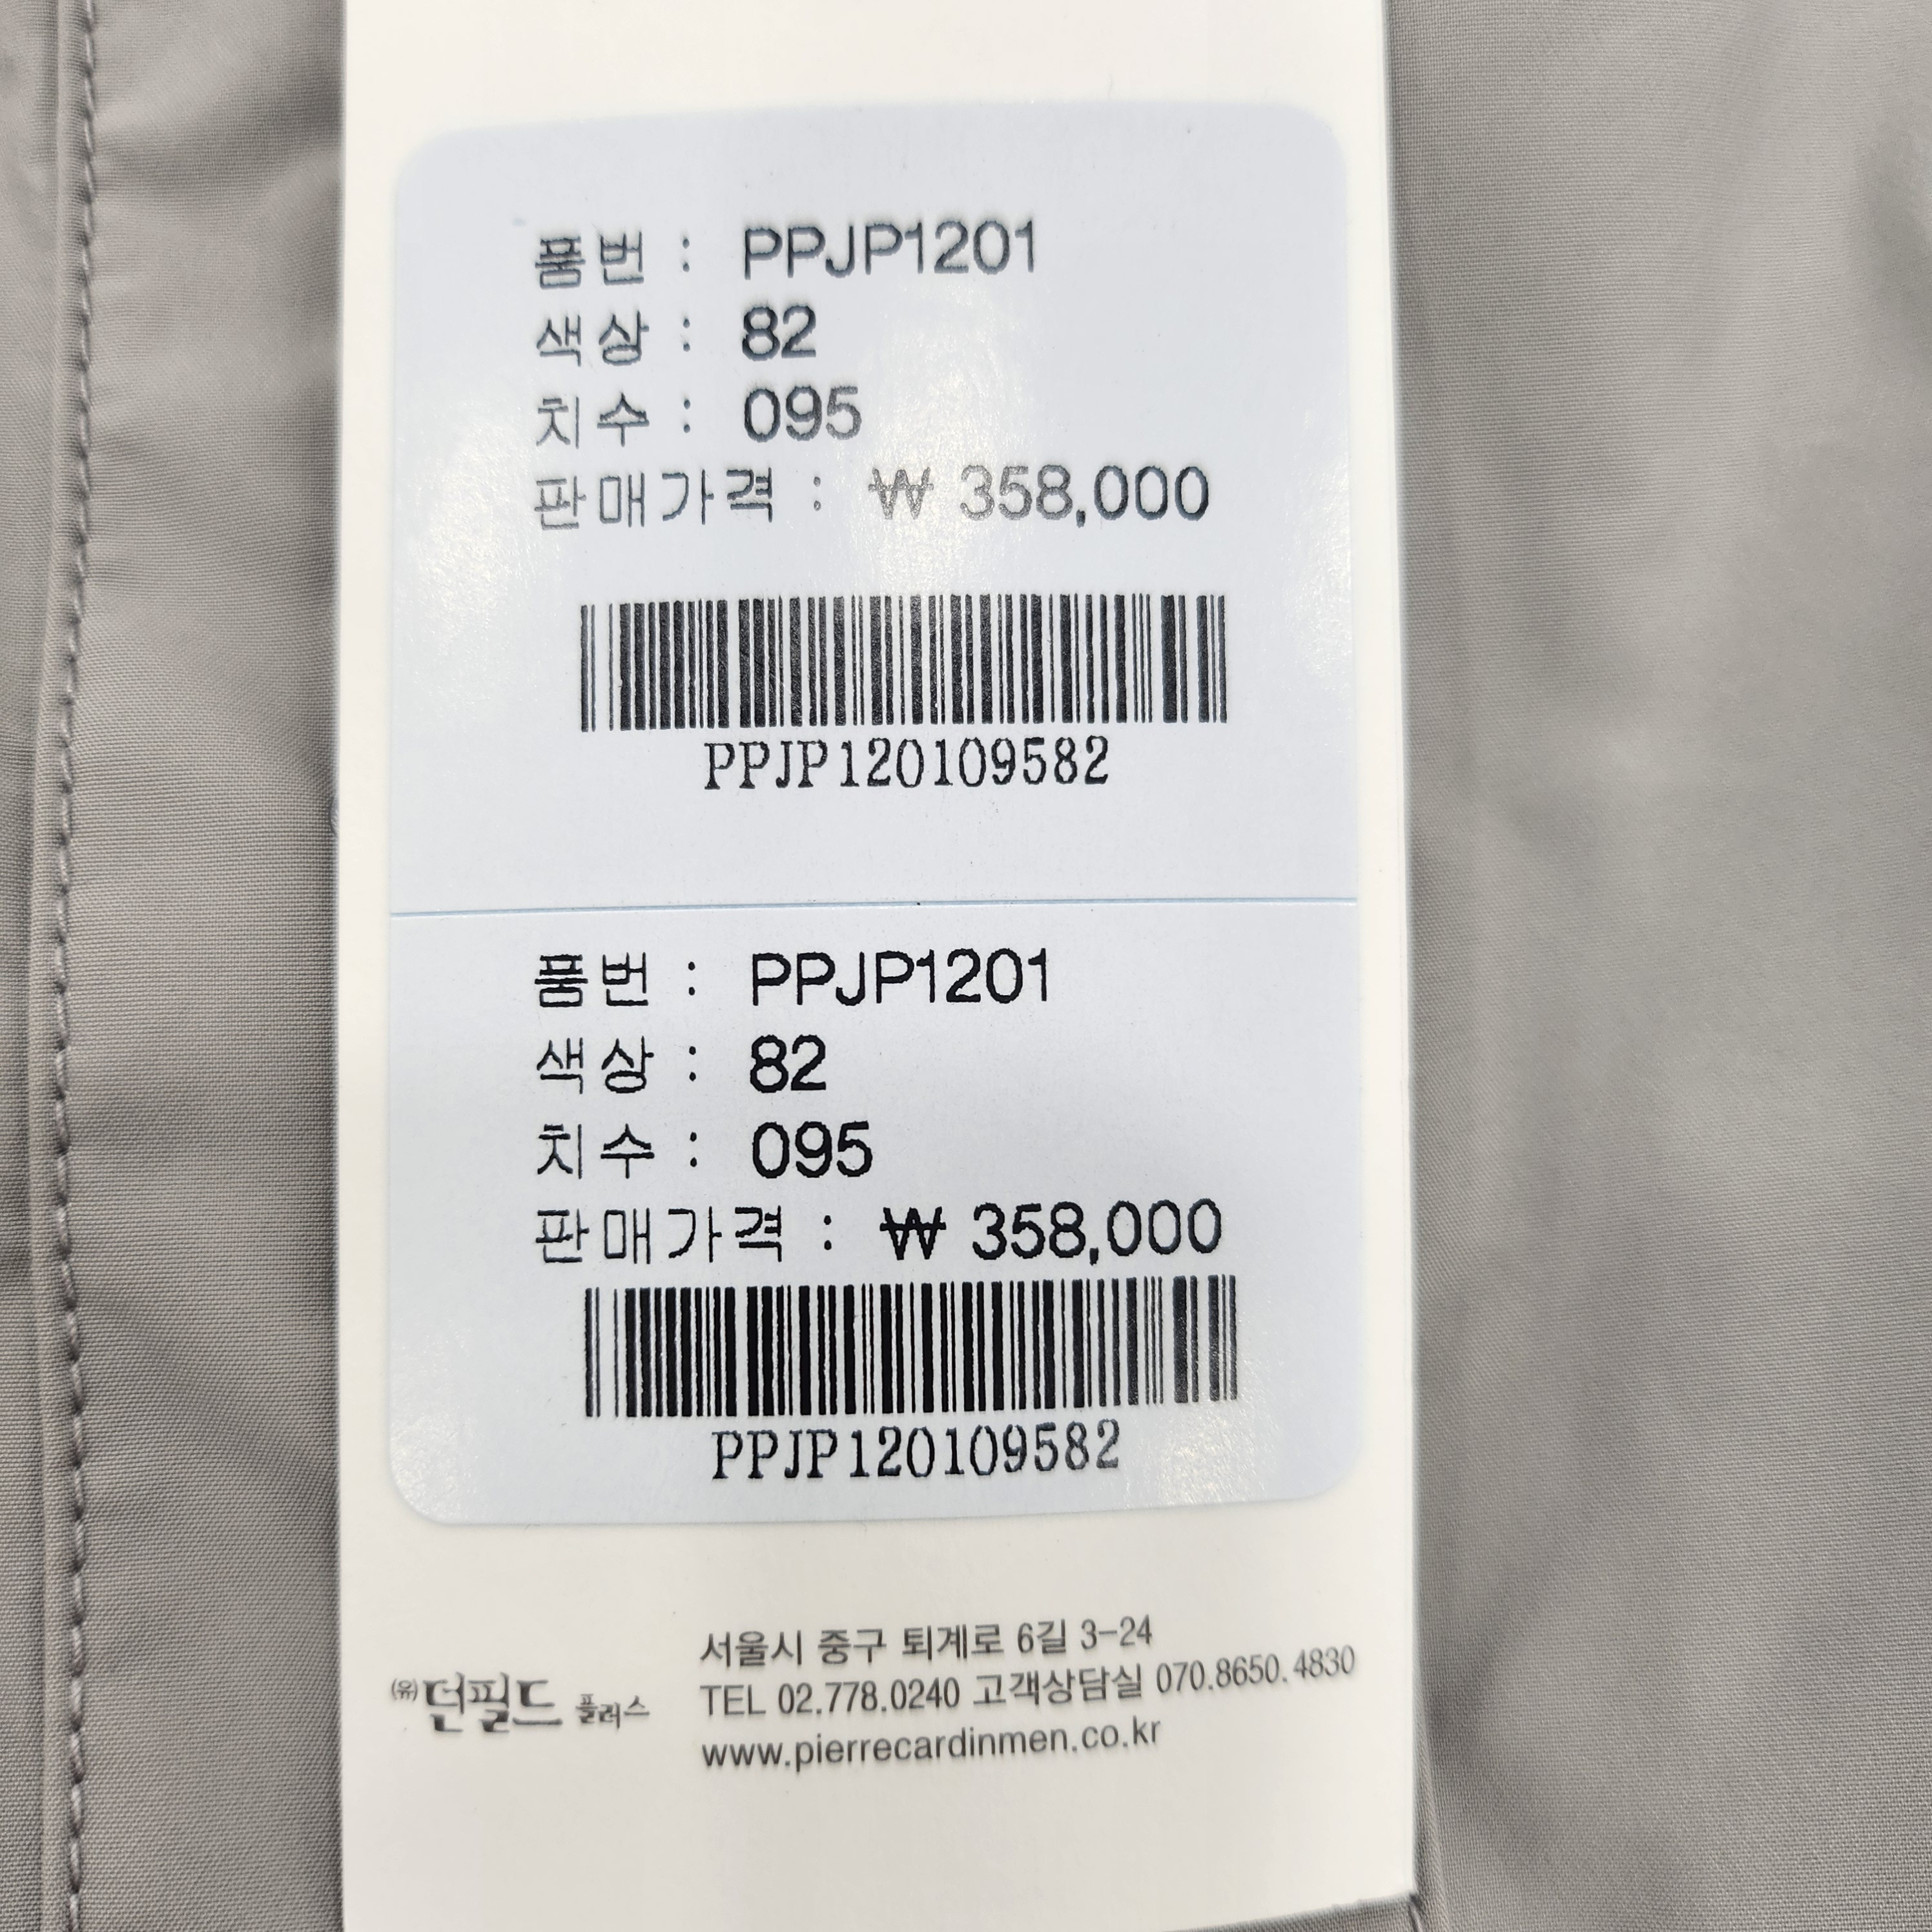 품번 : PPJP1201
색상 : 82
치수 : 095
판매가격 : ₩ 358,000
PPJP120109582
품번 : PPJP1201
색상 : 82
치수 : 095
판매가격 : ₩ 358,000
PPJP120109582
서울시 중구 퇴계로 6길 3-24
㈲던필드 플러스 TEL 02.778.0240 고객상담실 070.8650.4830
www.pierrecardinmen.co.kr